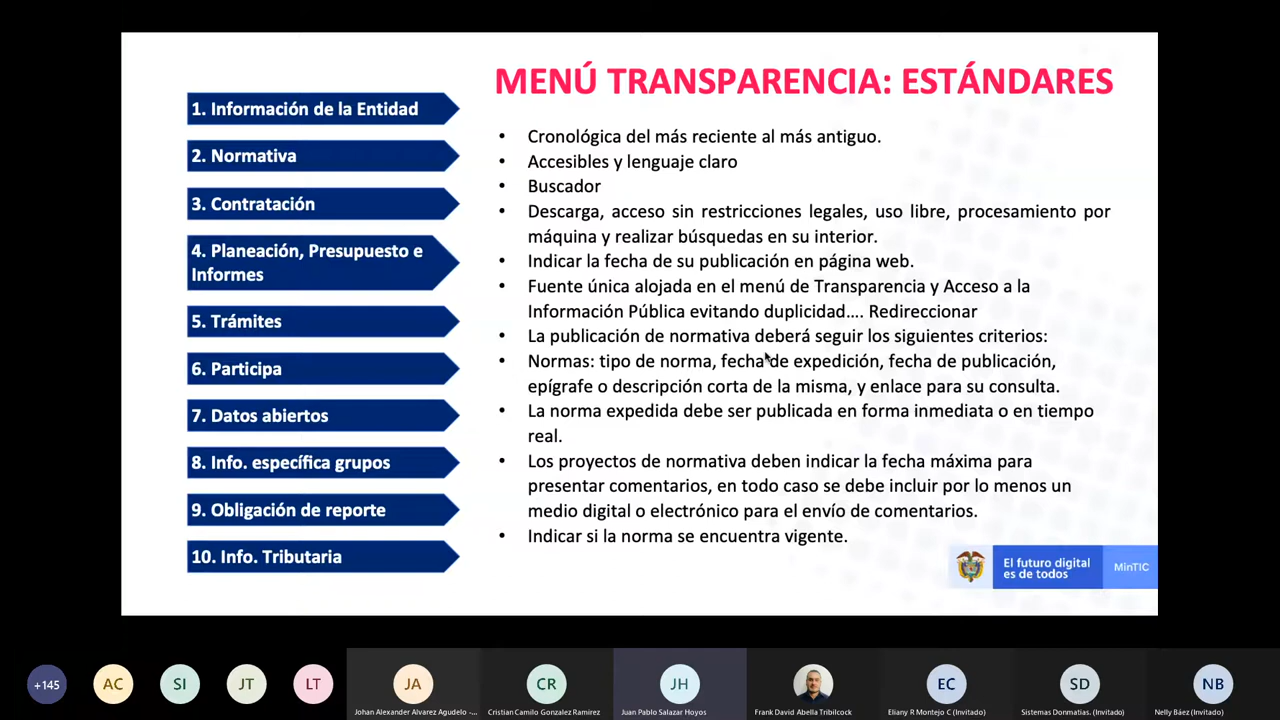 MENÚ TRANSPARENCIA: ESTÁNDARES
1. Información de la Entidad
2. Normativa
3. Contratación
4. Planeación, Presupuesto e
Informes
5. Trámites
6. Participa
7. Datos abiertos
8. Info. específica grupos
9. Obligación de reporte
10. Info. Tributaria
• Cronológica del más reciente al más antiguo.
• Accesibles y lenguaje claro
• Buscador
• Descarga, acceso sin restricciones legales, uso libre, procesamiento por
máquina y realizar búsquedas en su interior.
• Indicar la fecha de su publicación en página web.
• Fuente única alojada en el menú de Transparencia y Acceso a la
Información Pública evitando duplicidad.... Redireccionar
• La publicación de normativa deberá seguir los siguientes criterios:
• Normas: tipo de norma, fecha de expedición, fecha de publicación,
epígrafe o descripción corta de la misma, y enlace para su consulta.
• La norma expedida debe ser publicada en forma inmediata o en tiempo
real.
• Los proyectos de normativa deben indicar la fecha máxima para
presentar comentarios, en todo caso se debe incluir por lo menos un
medio digital o electrónico para el envío de comentarios.
• Indicar si la norma se encuentra vigente.
El futuro digital
es de todos
MinTIC
+145
AC
SI
JT
LT
JA
CR
JH
EC
SD
NB
Johan Alexander Alvarez Agudelo -...
Cristian Camilo Gonzalez Ramirez
Juan Pablo Salazar Hoyos
Frank David Abella Tribilcock
Eliany R Montejo C (Invitado)
Sistemas Donmatias. (Invitado)
Nelly Báez (Invitado)